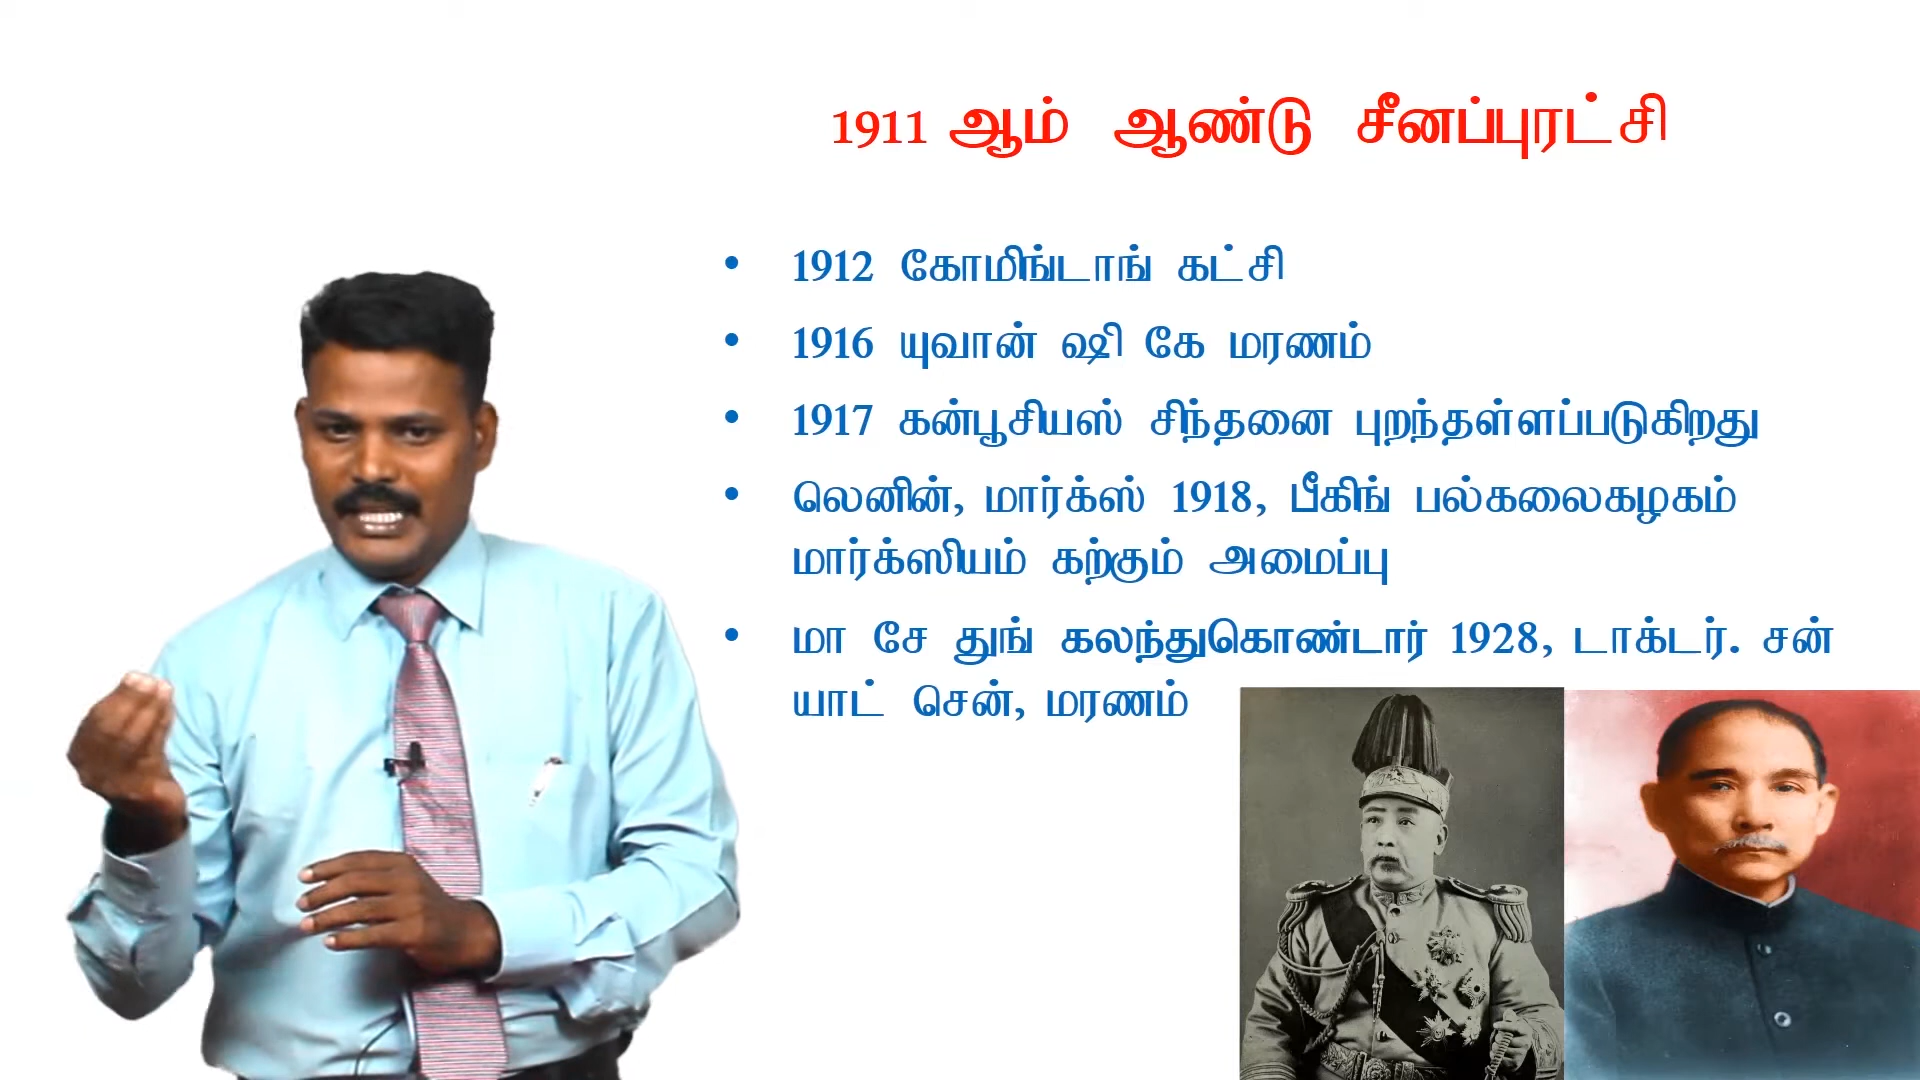 1911 ஆம் ஆண்டு சீனப்புரட்சி
• 1912 கோமிங்டாங் கட்சி
• 1916 யுவான் ஷி கே மரணம்
• 1917 கன்பூசியஸ் சிந்தனை புறந்தள்ளப்படுகிறது
• லெனின், மார்க்ஸ் 1918, பீகிங் பல்கலைகழகம்
மார்க்ஸியம் கற்கும் அமைப்பு
• மா சே துங் கலந்துகொண்டார் 1928, டாக்டர். சன்
யாட் சென், மரணம்